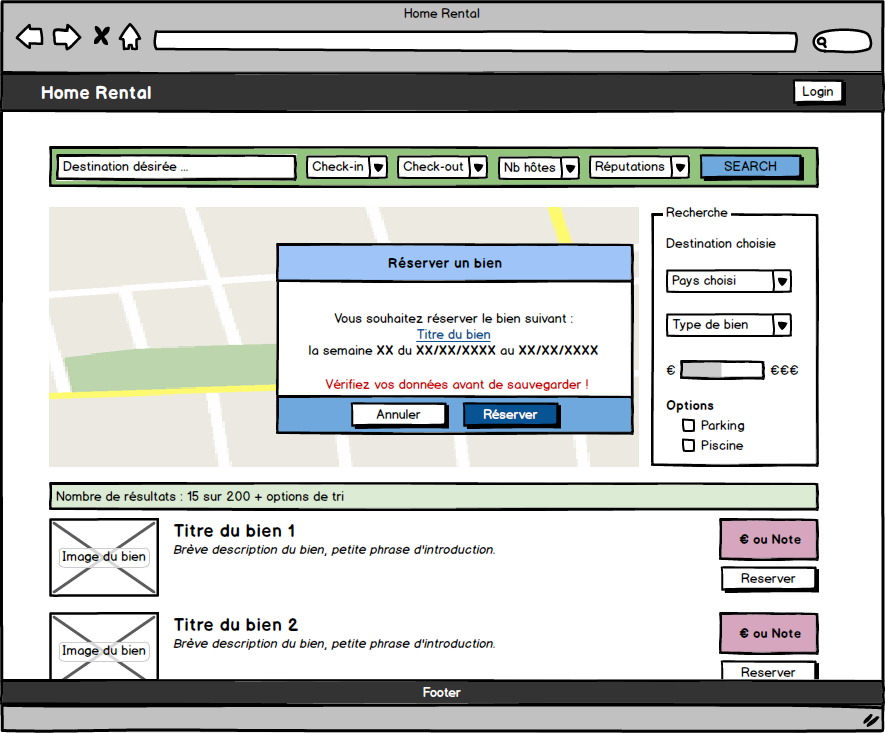 Home Rental
Home Rental
Login
Destination désirée ...
Check-in
Check-out
Nb hôtes
Réputations
SEARCH
Recherche
Destination choisie
Pays choisi
Type de bien
€ €€€
Options
Parking
Piscine
Réserver un bien
Vous souhaitez réserver le bien suivant :
Titre du bien
la semaine XX du XX/XX/XXXX au XX/XX/XXXX
Vérifiez vos données avant de sauvegarder !
Annuler
Réserver
Nombre de résultats : 15 sur 200 + options de tri
Image du bien
Titre du bien 1
Brève description du bien, petite phrase d'introduction.
€ ou Note
Reserver
Image du bien
Titre du bien 2
Brève description du bien, petite phrase d'introduction.
€ ou Note
Reserver
Footer